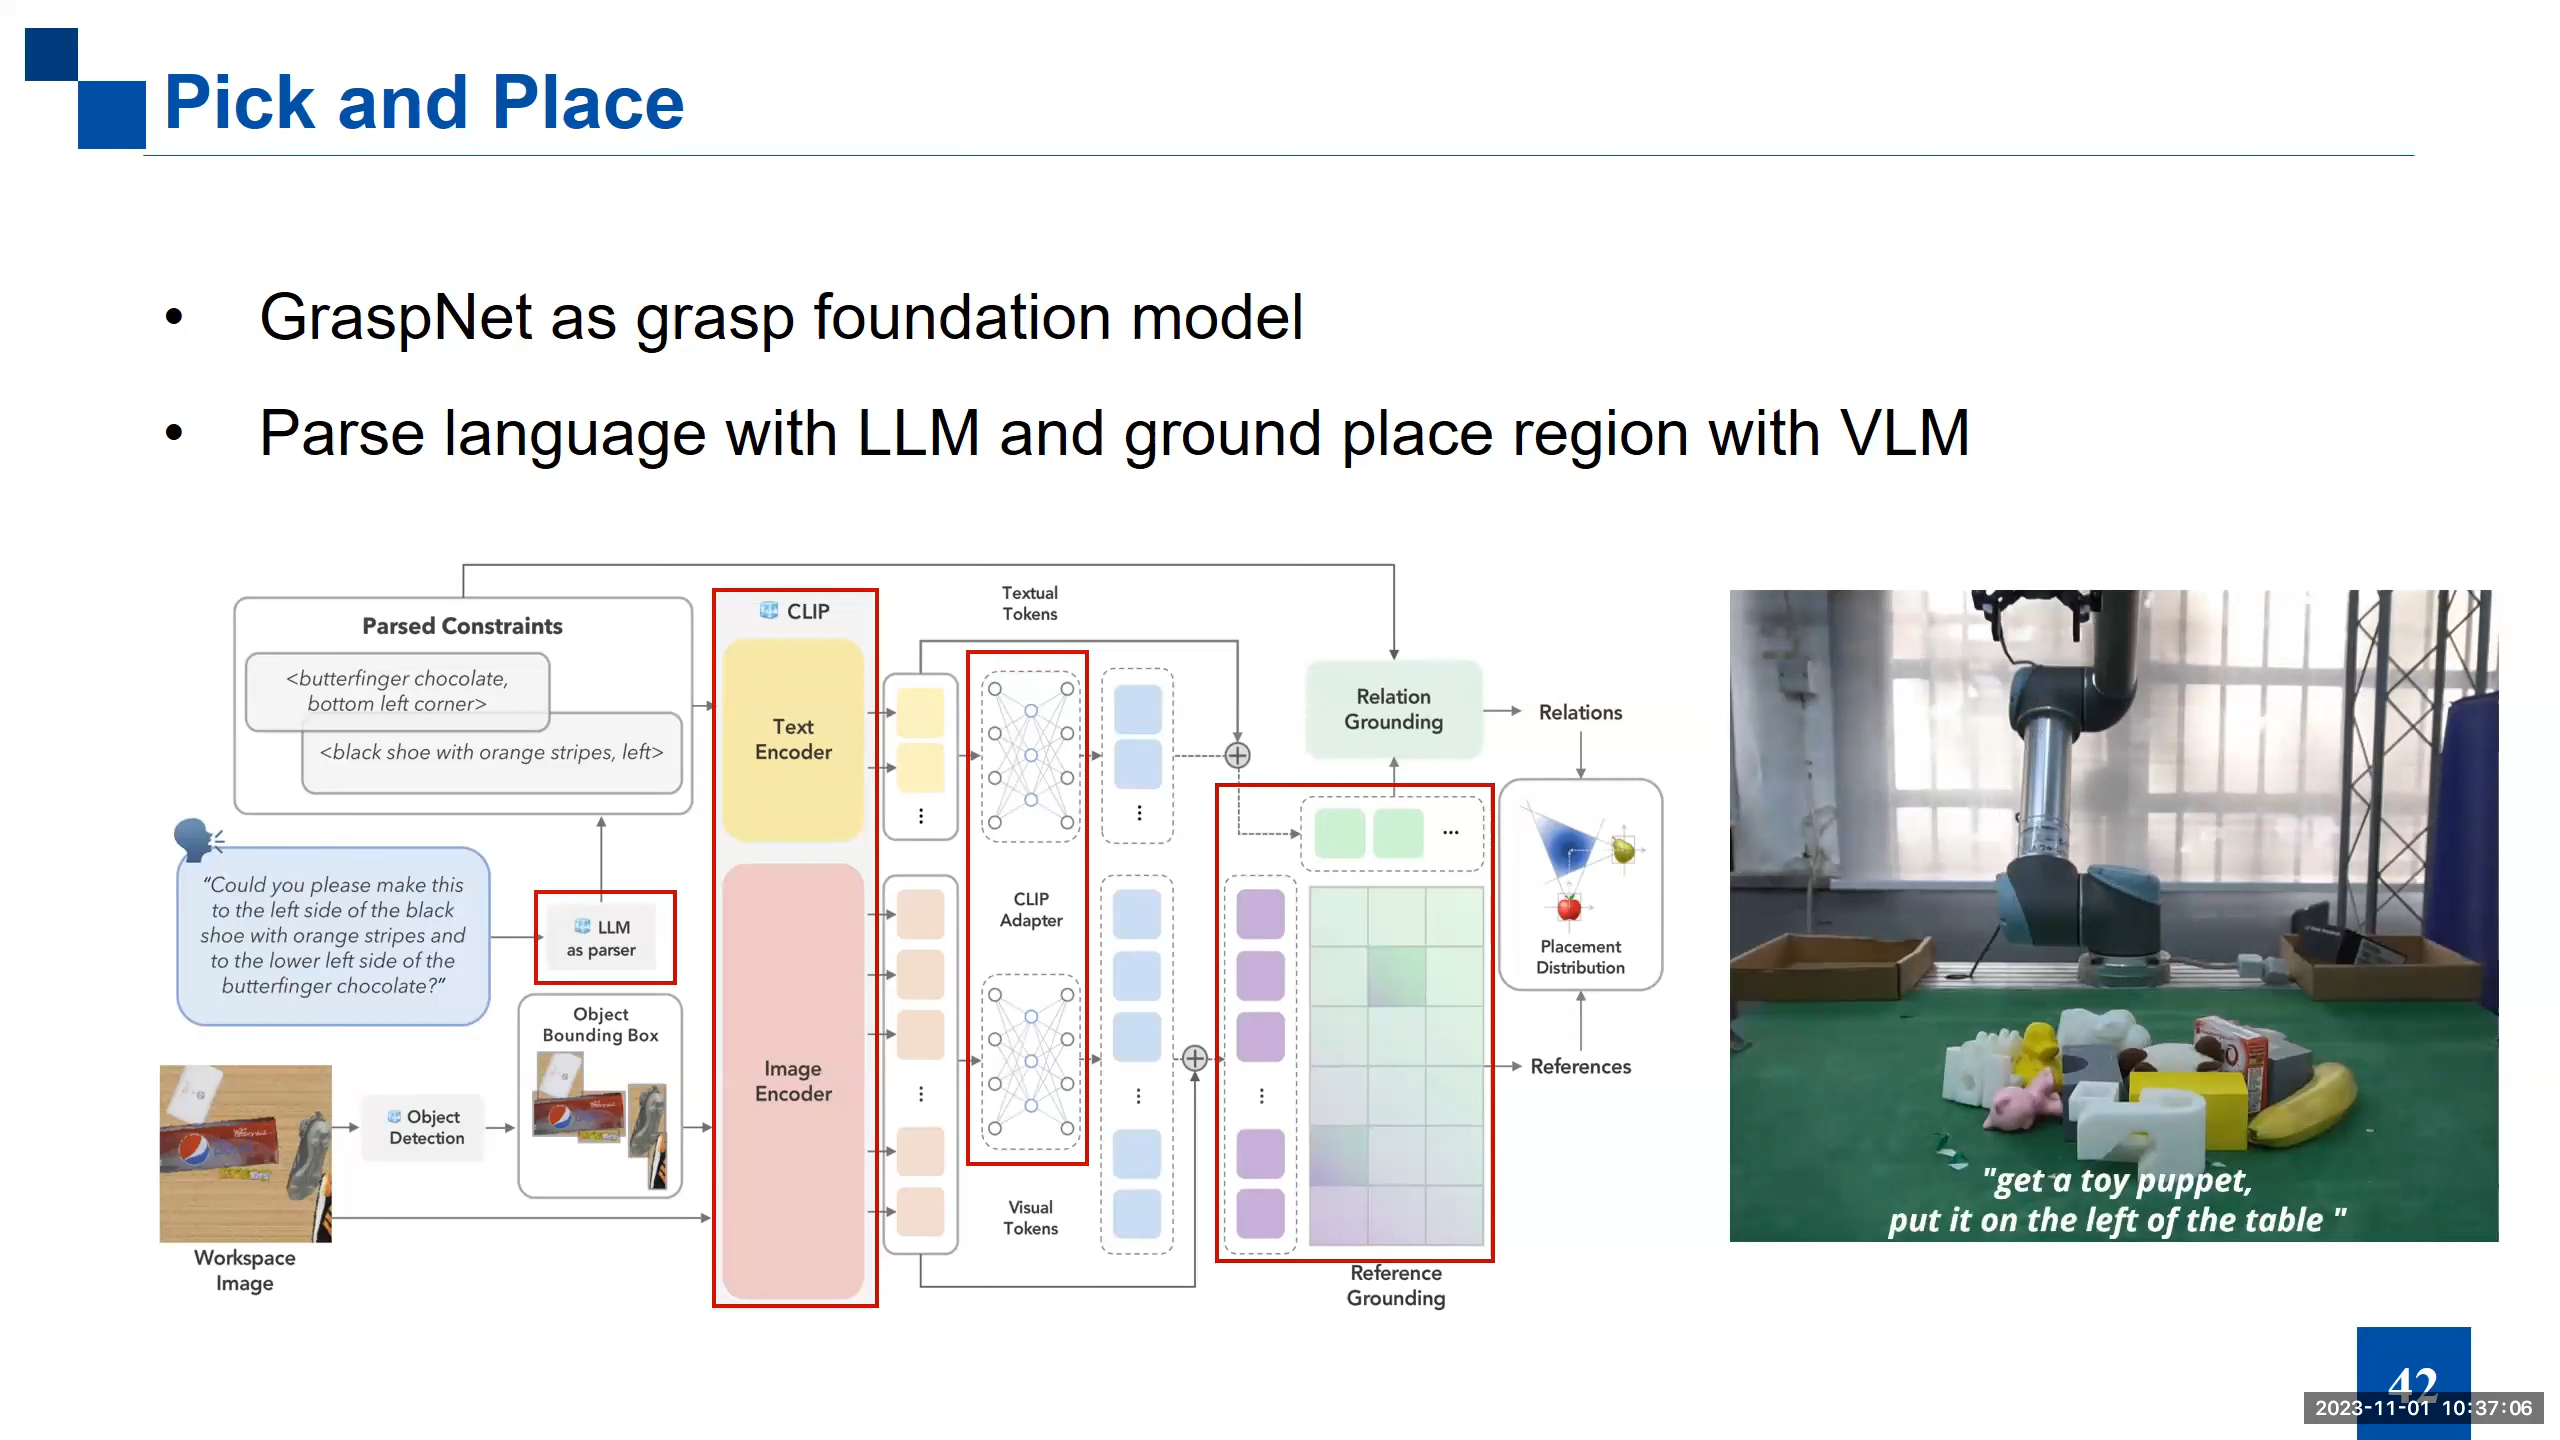 Pick and Place
• GraspNet as grasp foundation model
• Parse language with LLM and ground place region with VLM
Parsed Constraints
<butterfinger chocolate,
bottom left corner>
<black shoe with orange stripes, left>
“Could you please make this
to the left side of the black
shoe with orange stripes and
to the lower left side of the
butterfinger chocolate?”
LLM
as parser
Object
Bounding Box
Object
Detection
Workspace
Image
CLIP
Text
Encoder
Image
Encoder
Textual
Tokens
CLIP
Adapter
Visual
Tokens
Relation
Grounding
Relations
Placement
Distribution
References
Reference
Grounding
"get a toy puppet,
put it on the left of the table "
42
2023-11-01 10:37:06